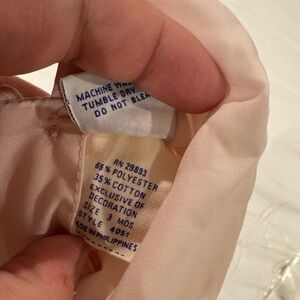 MACHINE WA
TUMBLE DRY
DO NOT BLEA
RN 29893
65% POLYESTER
35% COTTON
EXCLUSIVE OF
DECORATION
SIZE 3 MOS
STYLE 4051
MADE IN PHILIPPINES